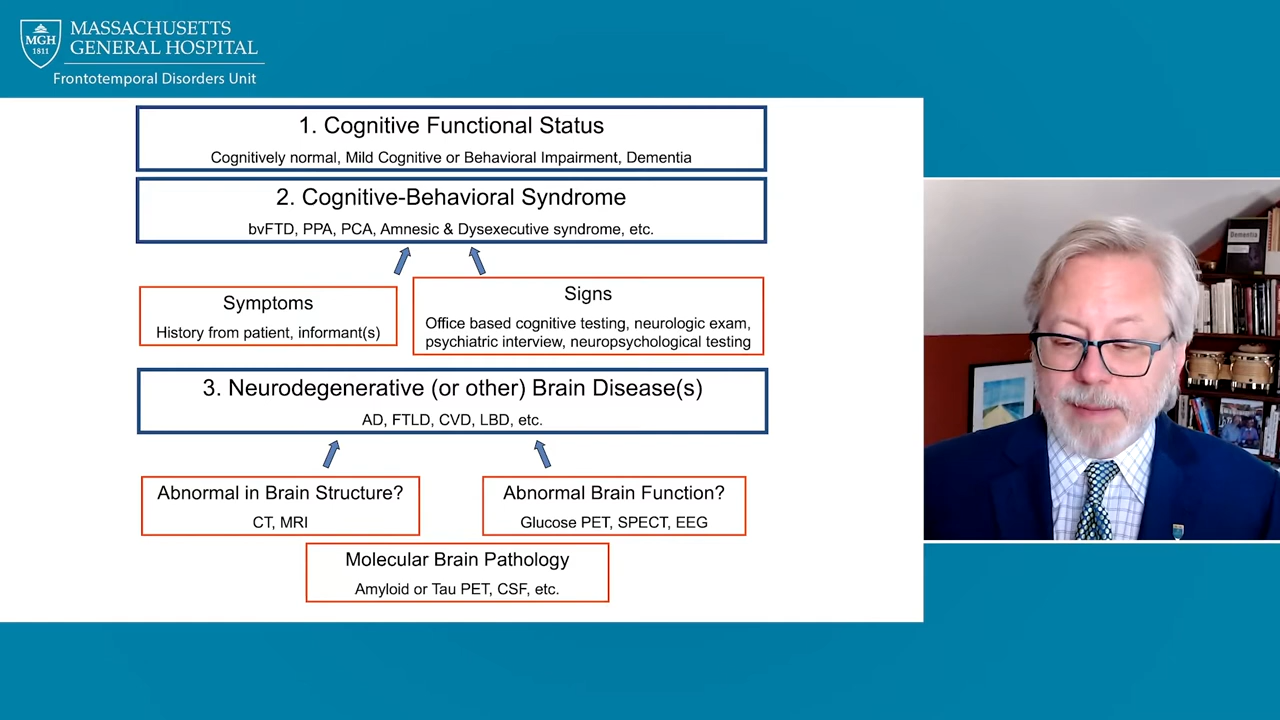 MASSACHUSETTS
GENERAL HOSPITAL
MGH
1811
Frontotemporal Disorders Unit
1. Cognitive Functional Status
Cognitively normal, Mild Cognitive or Behavioral Impairment, Dementia
2. Cognitive-Behavioral Syndrome
bvFTD, PPA, PCA, Amnesic & Dysexecutive syndrome, etc.
Symptoms
History from patient, informant(s)
Signs
Office based cognitive testing, neurologic exam,
psychiatric interview, neuropsychological testing
3. Neurodegenerative (or other) Brain Disease(s)
AD, FTLD, CVD, LBD, etc.
Abnormal in Brain Structure?
CT, MRI
Abnormal Brain Function?
Glucose PET, SPECT, EEG
Molecular Brain Pathology
Amyloid or Tau PET, CSF, etc.
Dementia